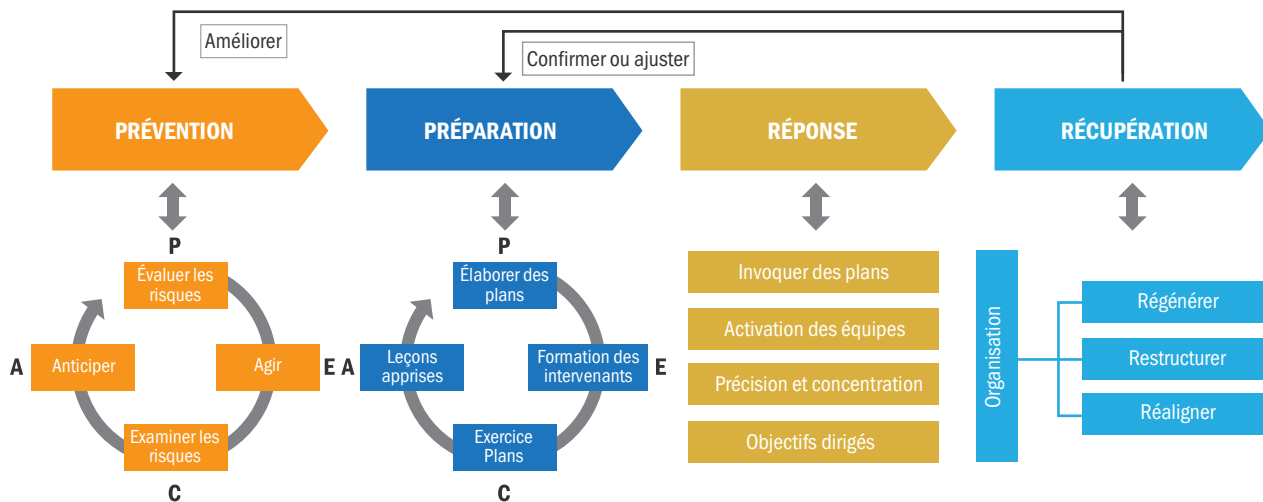 Améliorer
Confirmer ou ajuster
PRÉVENTION
PRÉPARATION
RÉPONSE
RÉCUPÉRATION
P
Évaluer les
risques
A
Anticiper
Agir
E
Examiner les
risques
C
P
Élaborer des
plans
A
Leçons
apprises
Formation des
intervenants
E
Exercice
Plans
C
Invoquer des plans
Activation des équipes
Précision et concentration
Objectifs dirigés
Organisation
Régénérer
Restructurer
Réaligner